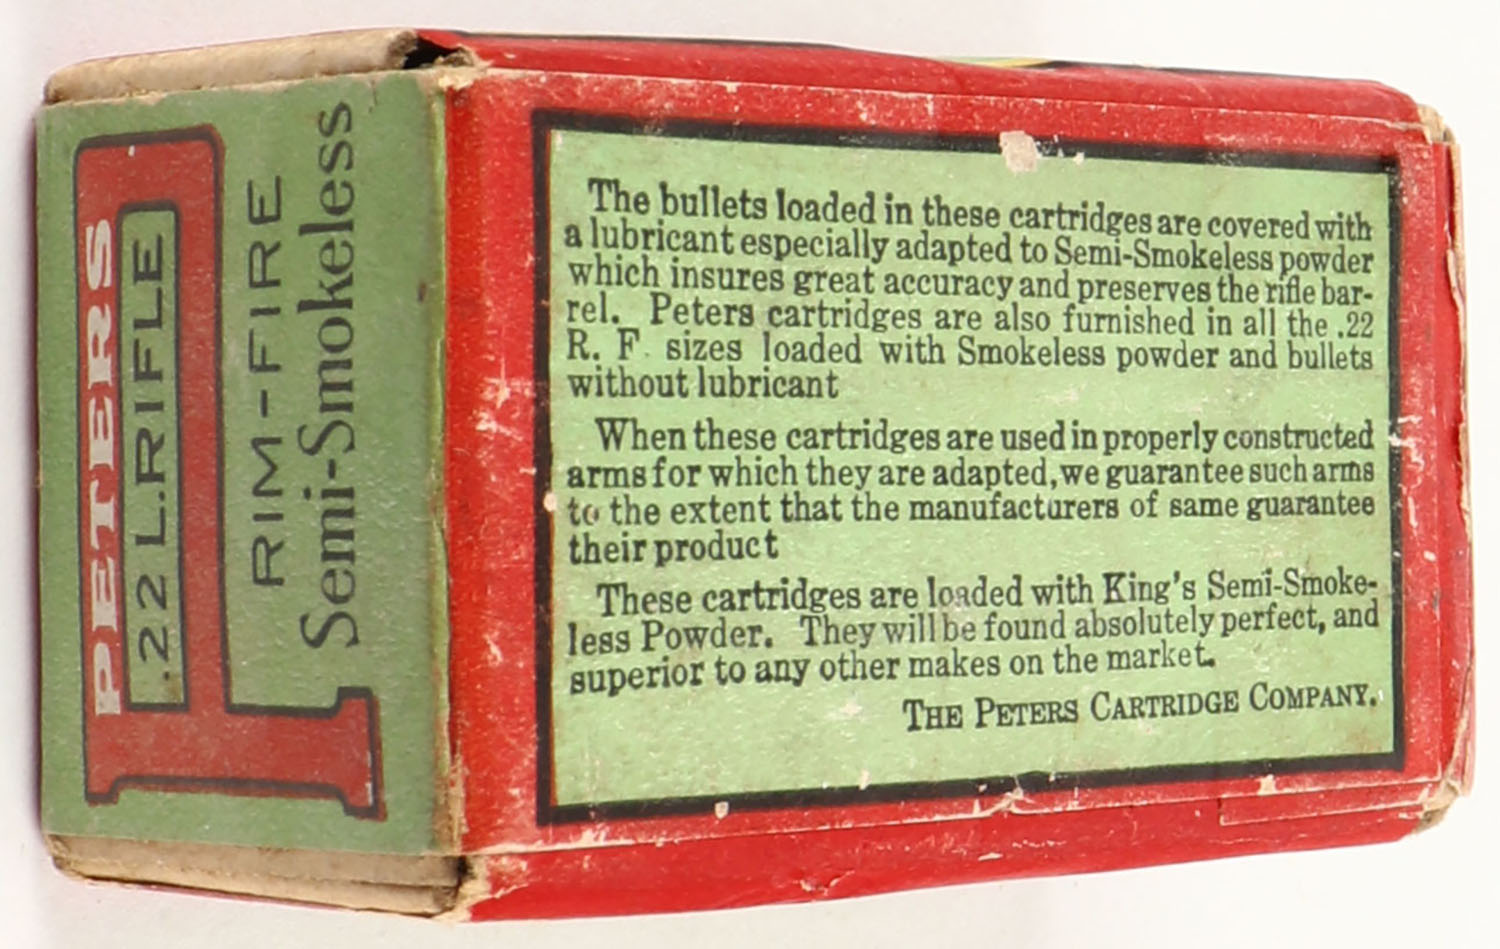 PETERS
.22 L.RIFLE
RIM-FIRE
Semi-Smokeless
The bullets loaded in these cartridges are covered with
a lubricant especially adapted to Semi-Smokeless powder
which insures great accuracy and preserves the rifle bar-
rel. Peters cartridges are also furnished in all the .22
R. F. sizes loaded with Smokeless powder and bullets
without lubricant
When these cartridges are used in properly constructed
arms for which they are adapted, we guarantee such arms
to the extent that the manufacturers of same guarantee
their product
These cartridges are loaded with King's Semi-Smoke-
less Powder. They will be found absolutely perfect, and
superior to any other makes on the market.
THE PETERS CARTRIDGE COMPANY.